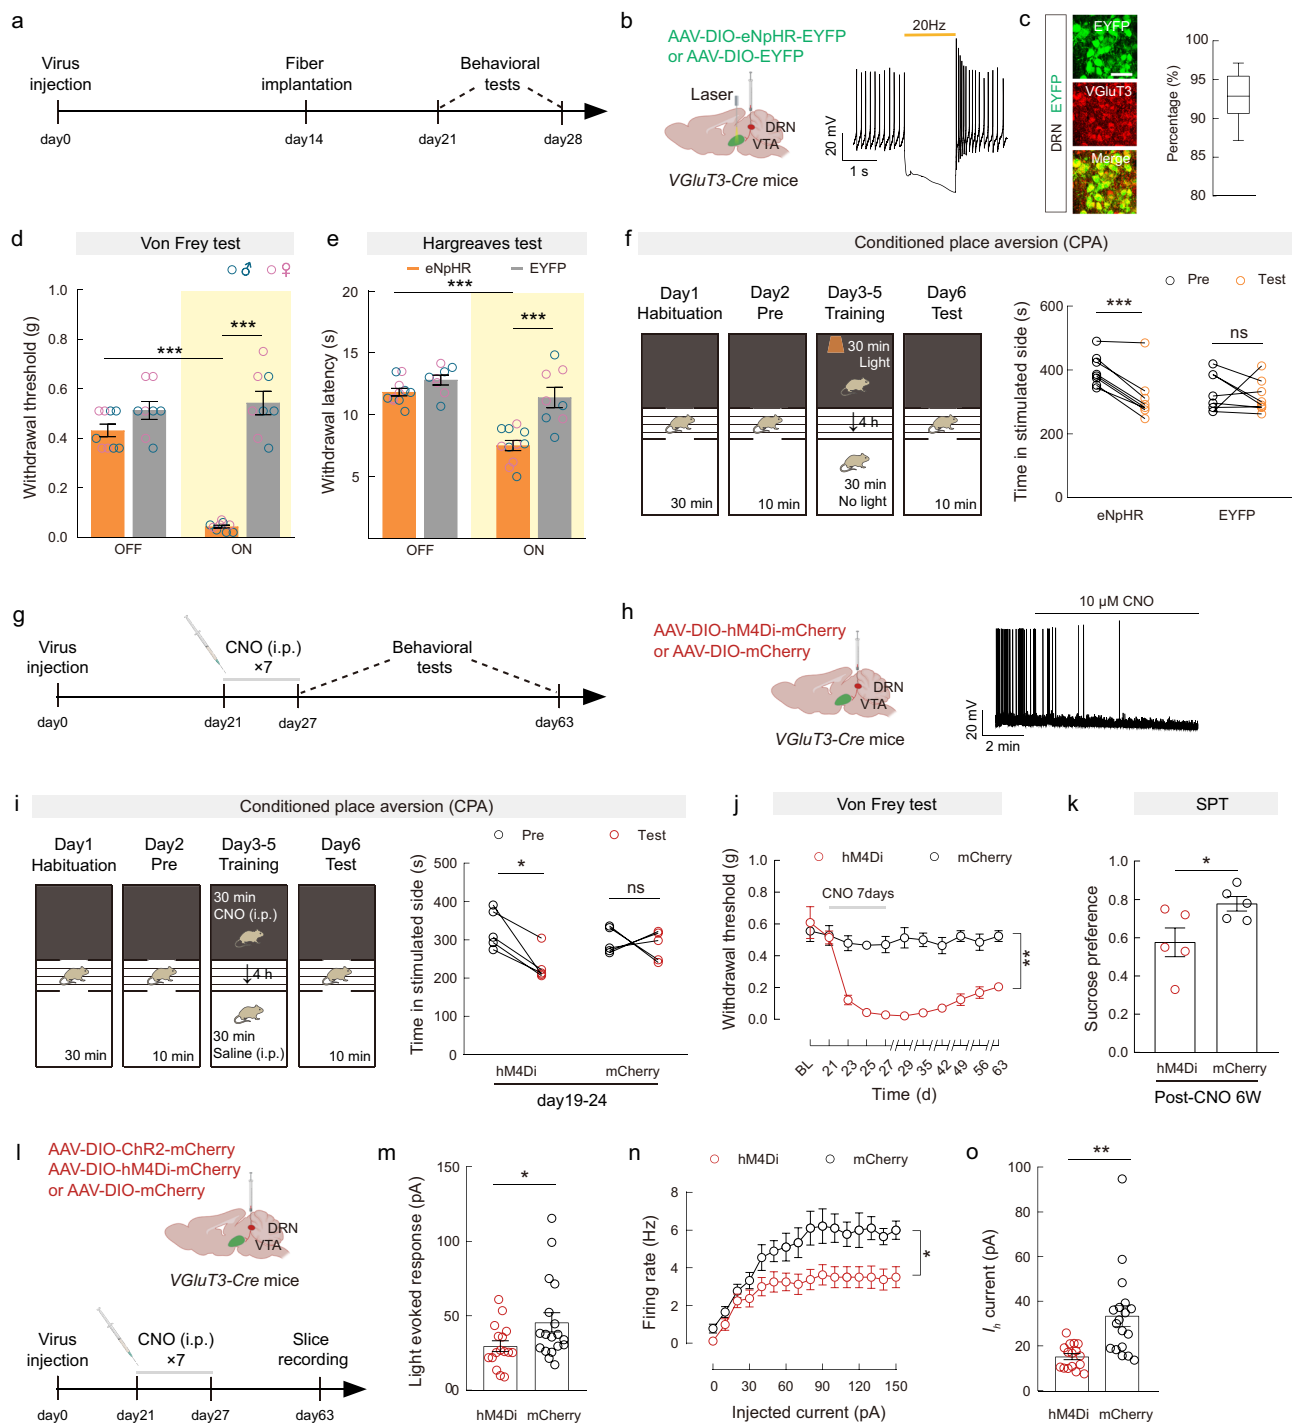 a
Virus
injection
Fiber
implantation
Behavioral
tests
day0
day14
day21
day28
b
AAV-DIO-eNpHR-EYFP
or AAV-DIO-EYFP
Laser
DRN
VTA
VGluT3-Cre mice
20Hz
20 mV
1 s
c
DRN EYFP
EYFP
VGluT3
Merge
Percentage (%)
100
95
90
85
80
d
Von Frey test
♂ ♀
Withdrawal threshold (g)
1.0
0.8
0.6
0.4
0.2
0.0
***
***
OFF
ON
e
Hargreaves test
eNpHR
EYFP
Withdrawal latency (s)
20
15
10
5
***
***
OFF
ON
f
Conditioned place aversion (CPA)
Day1
Habituation
Day2
Pre
Day3-5
Training
Day6
Test
30 min
Light
4 h
30 min
No light
30 min
10 min
10 min
Pre
Test
Time in stimulated side (s)
600
400
200
0
***
ns
eNpHR
EYFP
g
Virus
injection
CNO (i.p.)
×7
Behavioral
tests
day0
day21
day27
day63
h
AAV-DIO-hM4Di-mCherry
or AAV-DIO-mCherry
DRN
VTA
VGluT3-Cre mice
10 µM CNO
20 mV
2 min
i
Conditioned place aversion (CPA)
Day1
Habituation
Day2
Pre
Day3-5
Training
Day6
Test
30 min
CNO (i.p.)
4 h
30 min
Saline (i.p.)
30 min
10 min
10 min
Pre
Test
Time in stimulated side (s)
500
400
300
200
100
0
*
ns
hM4Di
mCherry
day19-24
j
Von Frey test
hM4Di
mCherry
CNO 7days
Withdrawal threshold (g)
1.0
0.8
0.6
0.4
0.2
0.0
**
BL
21
23
25
27
29
35
42
49
56
63
Time (d)
k
SPT
Sucrose preference
1.0
0.8
0.6
0.4
0.2
0.0
*
hM4Di
mCherry
Post-CNO 6W
l
AAV-DIO-ChR2-mCherry
AAV-DIO-hM4Di-mCherry
or AAV-DIO-mCherry
DRN
VTA
VGluT3-Cre mice
Virus
injection
CNO (i.p.)
×7
Slice
recording
day0
day21
day27
day63
m
Light evoked response (pA)
150
100
50
0
*
hM4Di
mCherry
n
hM4Di
mCherry
Firing rate (Hz)
8
6
4
2
0
*
0
30
60
90
120
150
Injected current (pA)
o
Ih current (pA)
100
80
60
40
20
0
**
hM4Di
mCherry